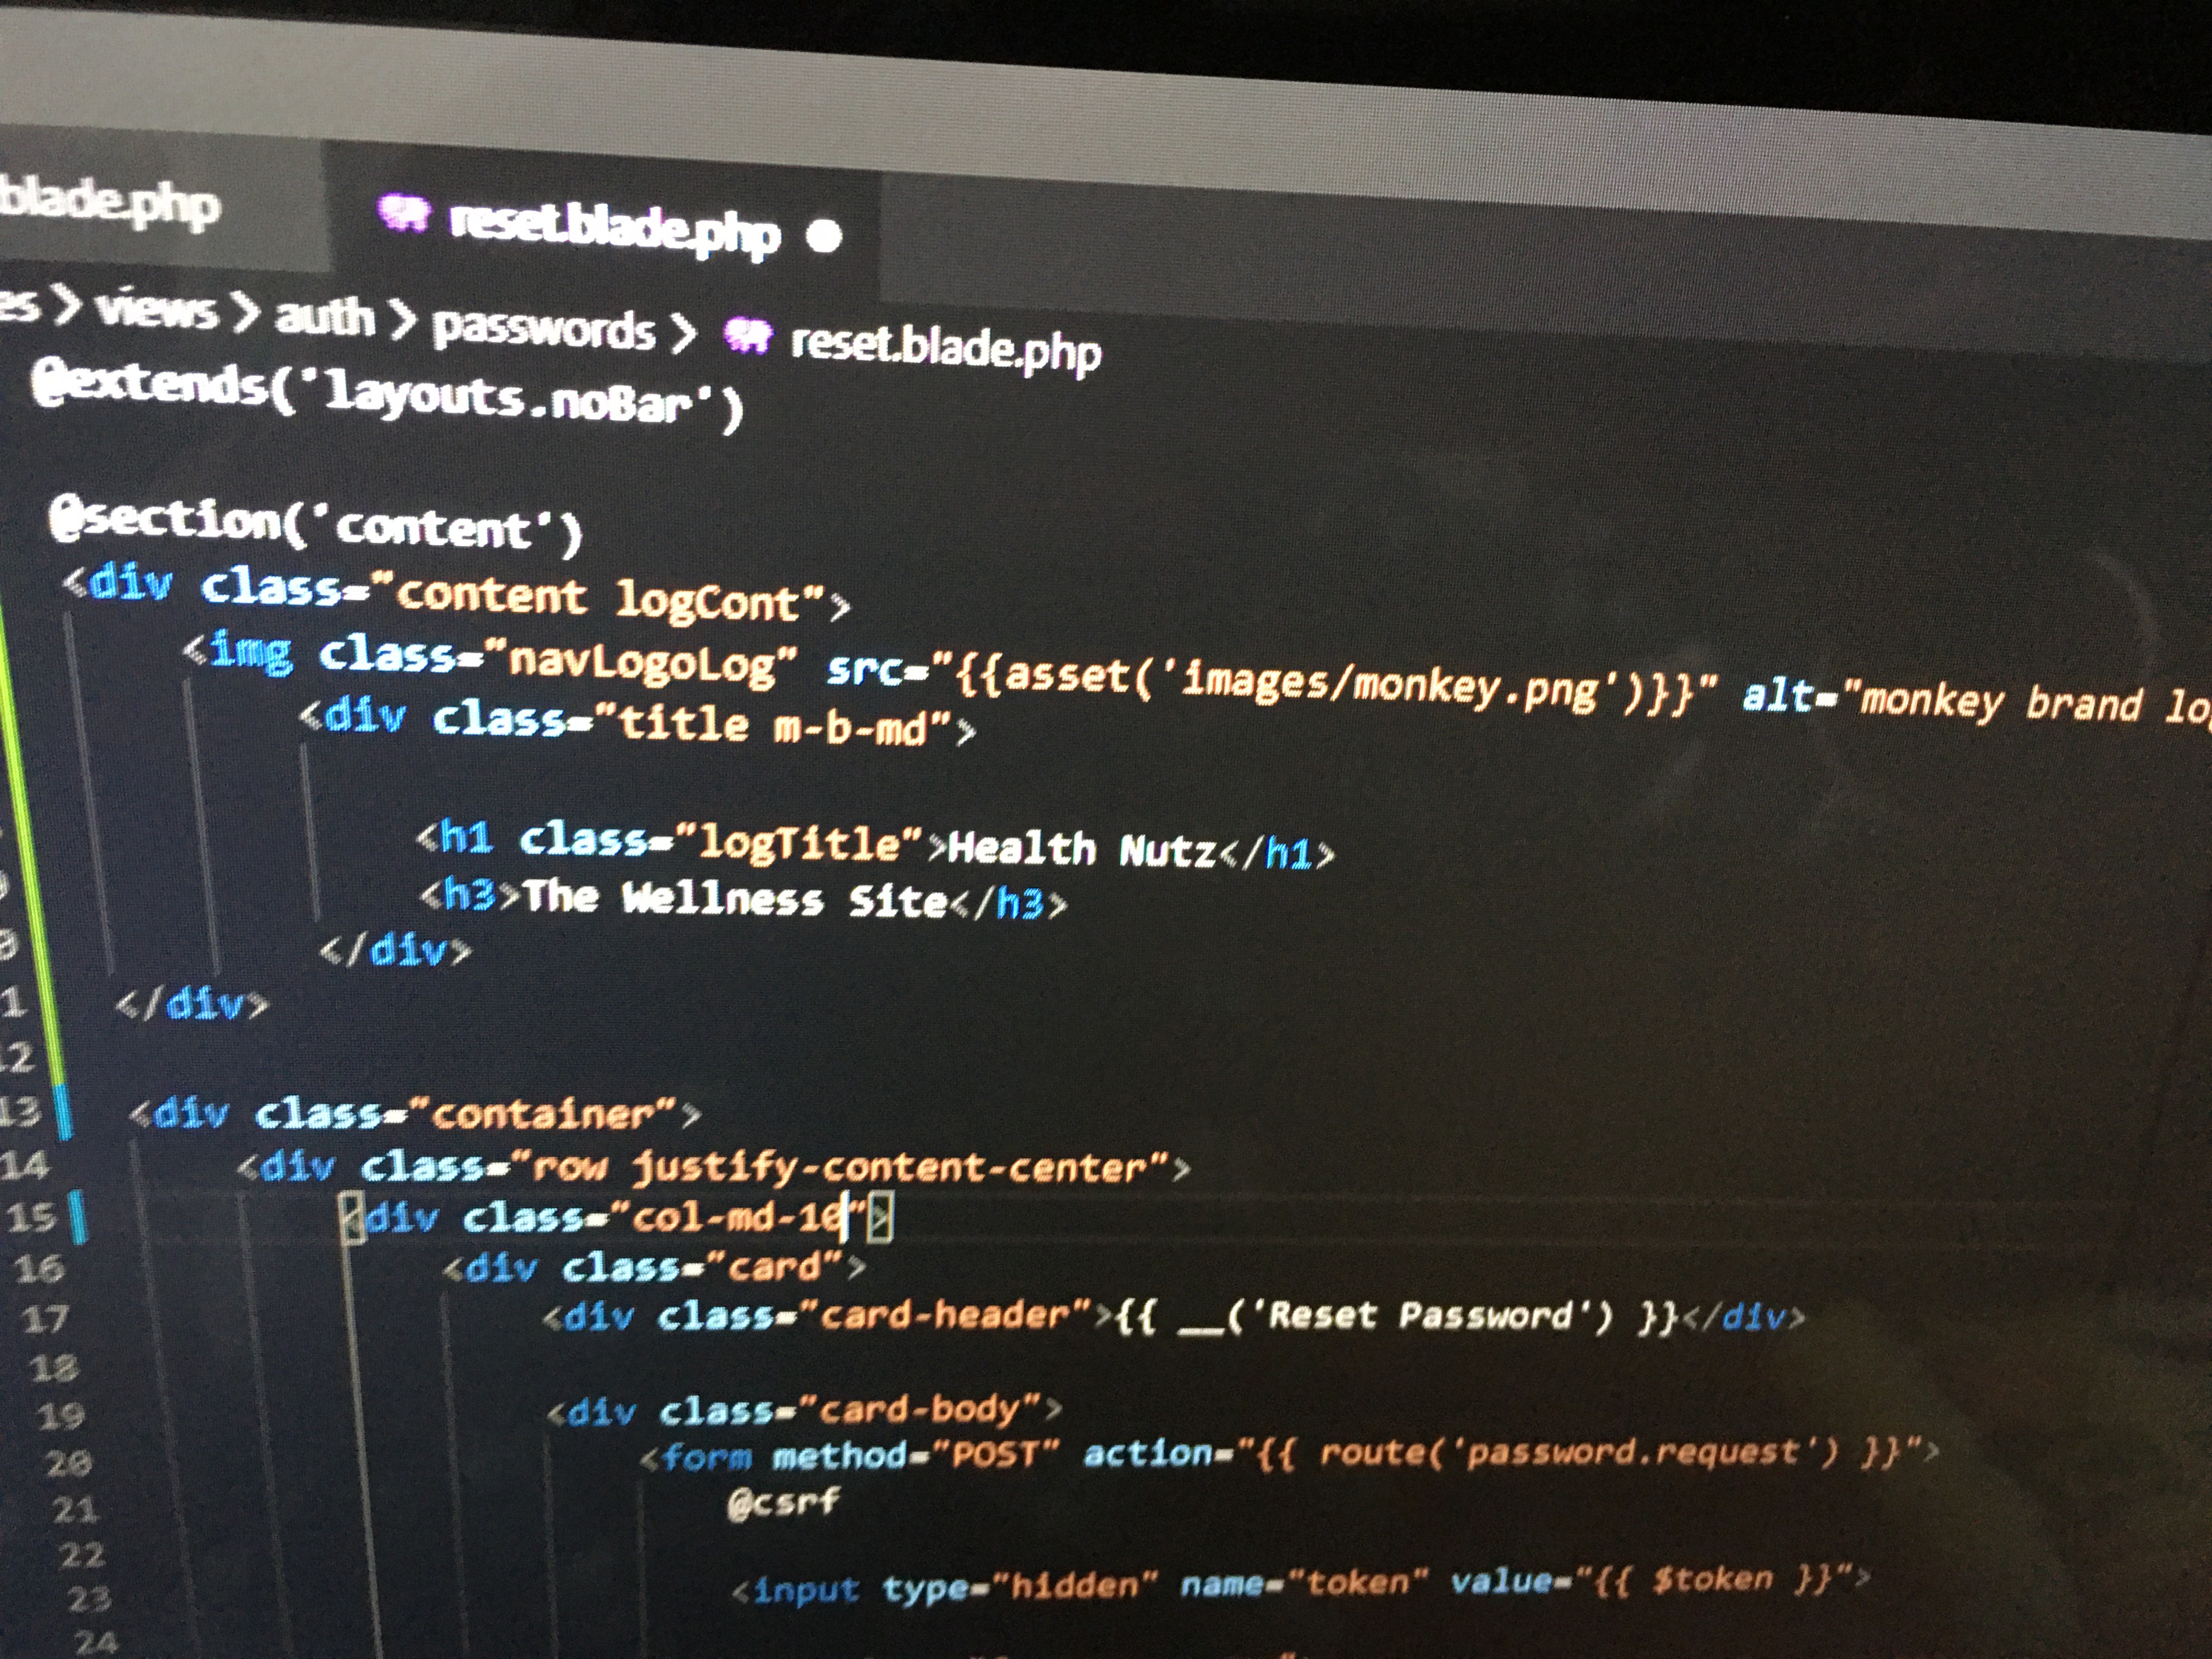 blade.php reset.blade.php
es > views > auth > passwords > reset.blade.php
@extends('layouts.noBar')
@section('content')
<div class="content logCont">
<img class="navLogoLog" src="{{asset('images/monkey.png')}}" alt="monkey brand lo
<div class="title m-b-md">
<h1 class="logTitle">Health Nutz</h1>
<h3>The Wellness Site</h3>
</div>
1 </div>
12
13 <div class="container">
14 <div class="row justify-content-center">
15 <div class="col-md-10">
16 <div class="card">
17 <div class="card-header">{{ __('Reset Password') }}</div>
18
19 <div class="card-body">
20 <form method="POST" action="{{ route('password.request') }}">
21 @csrf
22
23 <input type="hidden" name="token" value="{{ $token }}">
24